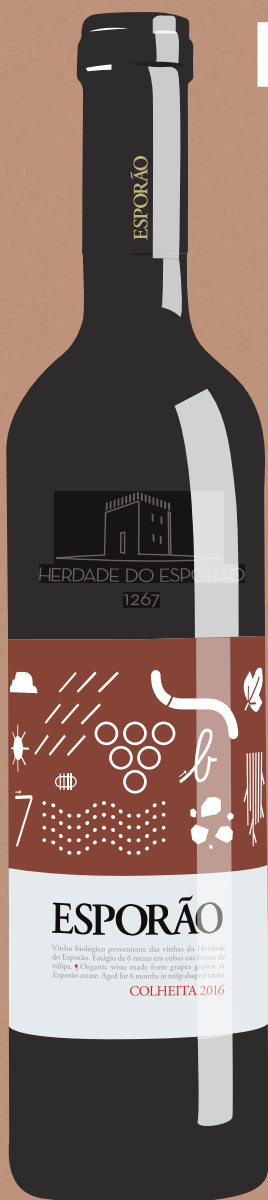 ESPORÃO
HERDADE DO ESPORÃO
1267
7
b
ESPORÃO
Vinho biológico proveniente das vinhas da Herdade
do Esporão. Estágio de 6 meses em cubas em forma de
túlipa. ¶ Organic wine made from grapes grown at
Esporão estate. Aged for 6 months in tulip shaped tanks.
COLHEITA 2016